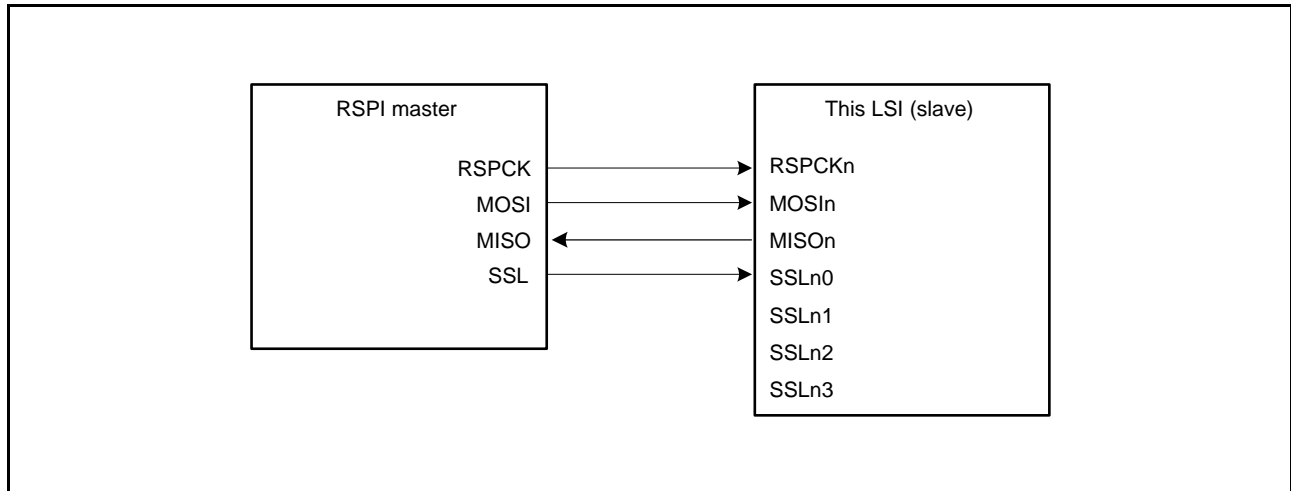 RSPI master
RSPCK
MOSI
MISO
SSL
This LSI (slave)
RSPCKn
MOSIn
MISOn
SSLn0
SSLn1
SSLn2
SSLn3